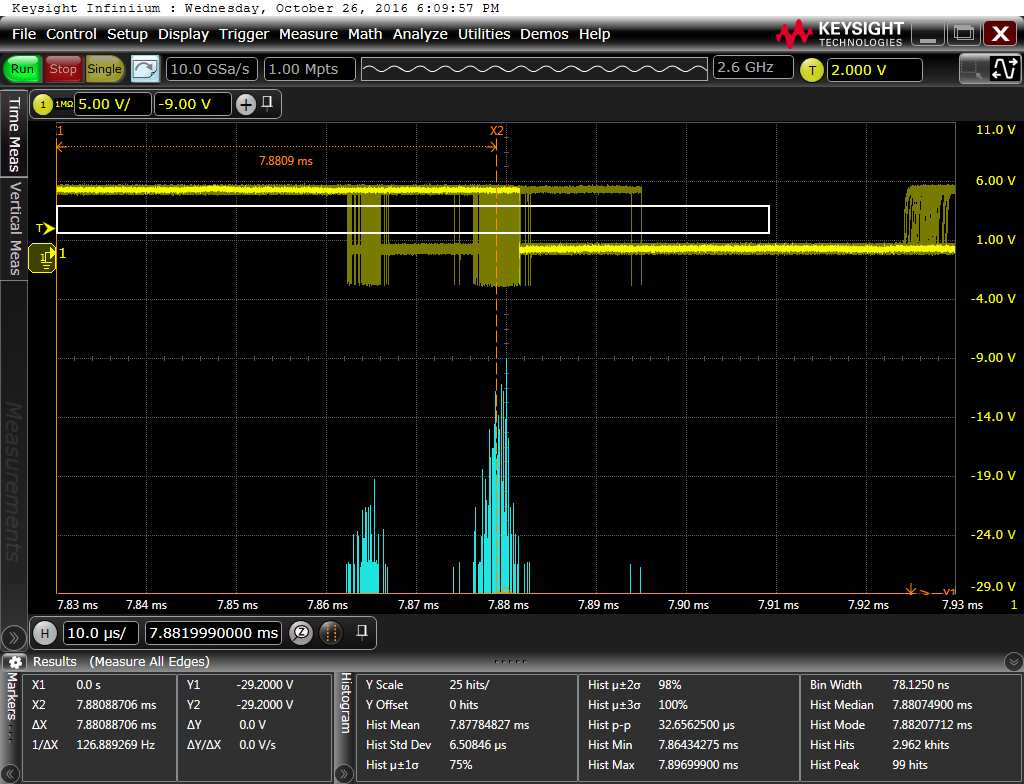 Keysight Infiniium : Wednesday, October 26, 2016 6:09:57 PM
File Control Setup Display Trigger Measure Math Analyze Utilities Demos Help
KEYSIGHT
TECHNOLOGIES
Run Stop Single 10.0 GSa/s 1.00 Mpts 2.6 GHz T 2.000 V
1 1MΩ 5.00 V/ -9.00 V
Time Meas
Vertical Meas
Measurements
1 X2 11.0 V
7.8809 ms
6.00 V
T
1.00 V
1 1
-4.00 V
-9.00 V
-14.0 V
-19.0 V
-24.0 V
-29.0 V
Y1
7.83 ms 7.84 ms 7.85 ms 7.86 ms 7.87 ms 7.88 ms 7.89 ms 7.90 ms 7.91 ms 7.92 ms 7.93 ms 1
H 10.0 µs/ 7.8819990000 ms
Results (Measure All Edges)
Markers
X1 0.0 s Y1 -29.2000 V
X2 7.88088706 ms Y2 -29.2000 V
ΔX 7.88088706 ms ΔY 0.0 V
1/ΔX 126.889269 Hz ΔY/ΔX 0.0 V/s
Histogram
Y Scale 25 hits/ Hist µ±2σ 98% Bin Width 78.1250 ns
Y Offset 0 hits Hist µ±3σ 100% Hist Median 7.88074900 ms
Hist Mean 7.87784827 ms Hist p-p 32.6562500 µs Hist Mode 7.88207712 ms
Hist Std Dev 6.50846 µs Hist Min 7.86434275 ms Hist Hits 2.962 khits
Hist µ±1σ 75% Hist Max 7.89699900 ms Hist Peak 99 hits